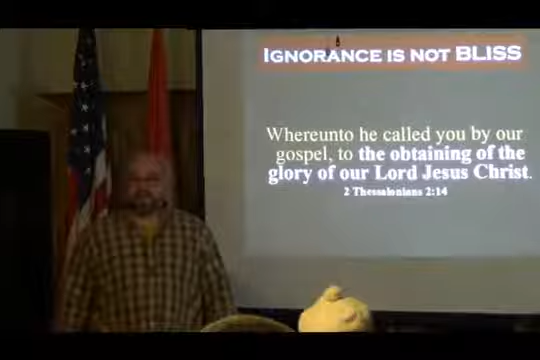 IGNORANCE IS NOT BLISS
Whereunto he called you by our
gospel, to the obtaining of the
glory of our Lord Jesus Christ.
2 Thessalonians 2:14